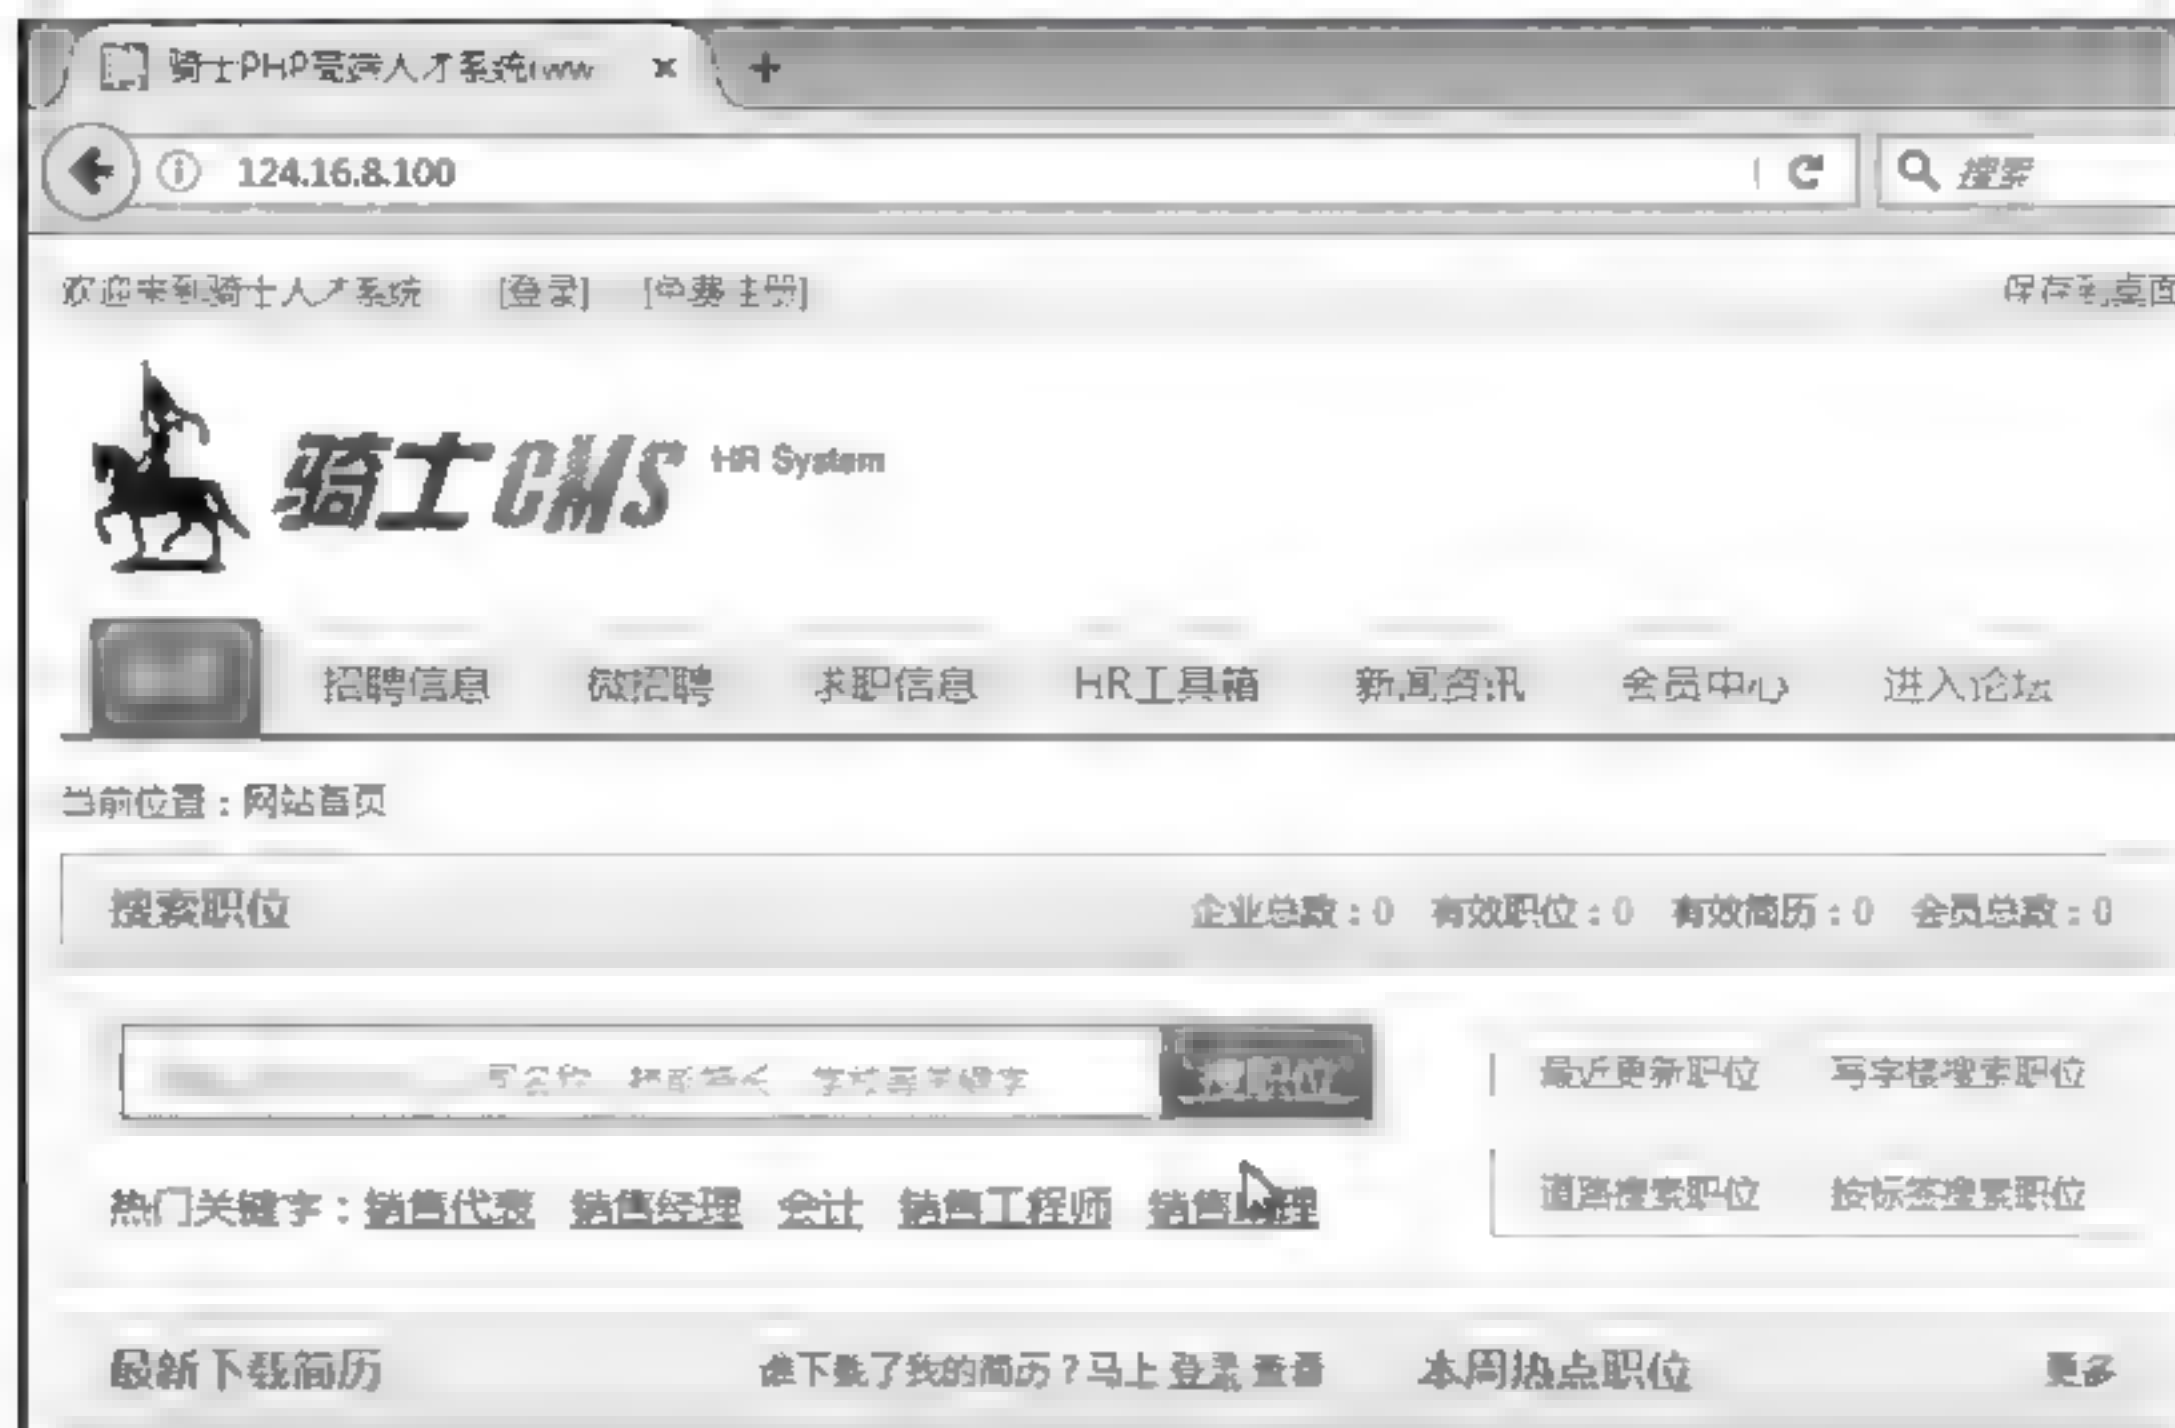 骑士PHP高端人才系统(ww × +
124.16.8.100 搜索
欢迎来到骑士人才系统 [登录] [免费注册] 保存到桌面
骑士CMS HR System
招聘信息 微招聘 求职信息 HR工具箱 新闻资讯 会员中心 进入论坛
当前位置：网站首页
搜索职位 企业总数：0 有效职位：0 有效简历：0 会员总数：0
搜职位 最近更新职位 写字楼搜索职位
道路搜索职位 按标签搜索职位
热门关键字：销售代表 销售经理 会计 销售工程师 销售 理
最新下载简历 谁下载了我的简历？马上 登录 查看 本周热点职位 更多